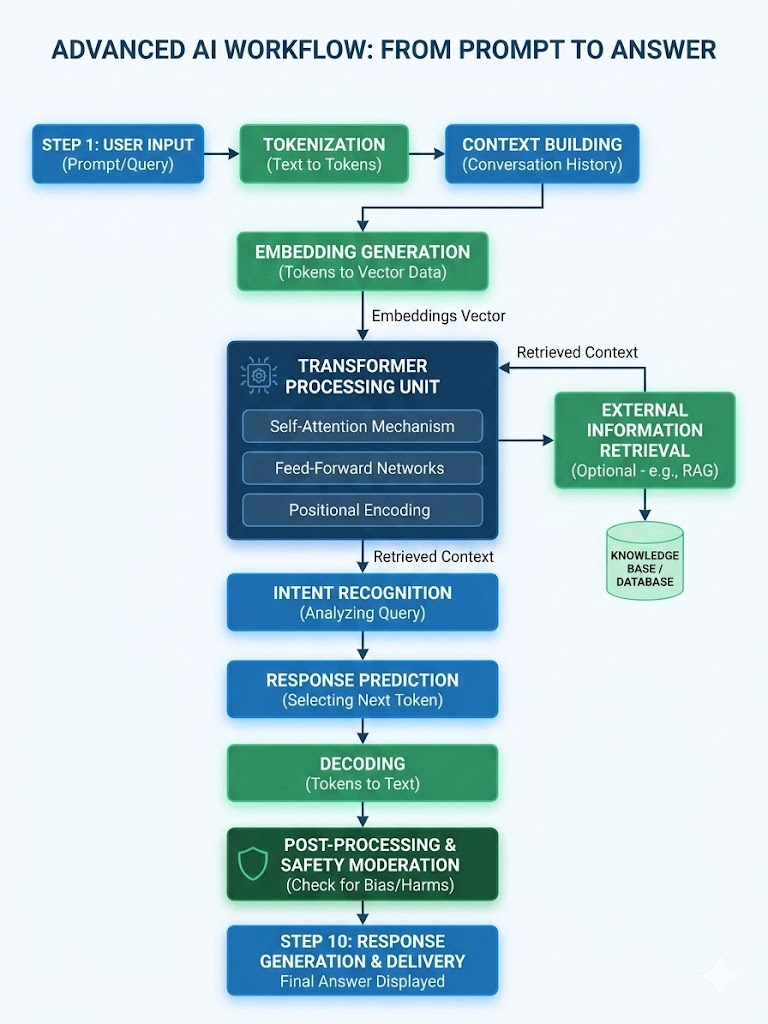 ADVANCED AI WORKFLOW: FROM PROMPT TO ANSWER
STEP 1: USER INPUT
(Prompt/Query)
TOKENIZATION
(Text to Tokens)
CONTEXT BUILDING
(Conversation History)
EMBEDDING GENERATION
(Tokens to Vector Data)
Embeddings Vector
TRANSFORMER
PROCESSING UNIT
Self-Attention Mechanism
Feed-Forward Networks
Positional Encoding
Retrieved Context
EXTERNAL
INFORMATION
RETRIEVAL
(Optional - e.g., RAG)
KNOWLEDGE
BASE /
DATABASE
Retrieved Context
INTENT RECOGNITION
(Analyzing Query)
RESPONSE PREDICTION
(Selecting Next Token)
DECODING
(Tokens to Text)
POST-PROCESSING &
SAFETY MODERATION
(Check for Bias/Harms)
STEP 10: RESPONSE
GENERATION & DELIVERY
Final Answer Displayed